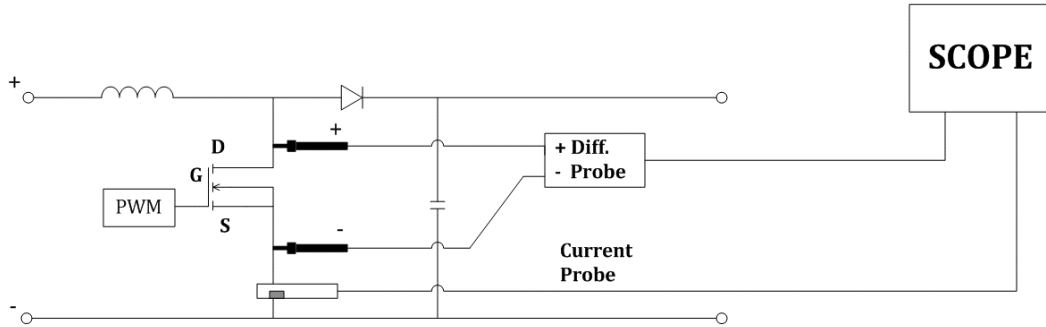 SCOPE
+
+
D
+ Diff.
- Probe
G
PWM
S
-
Current
Probe
-